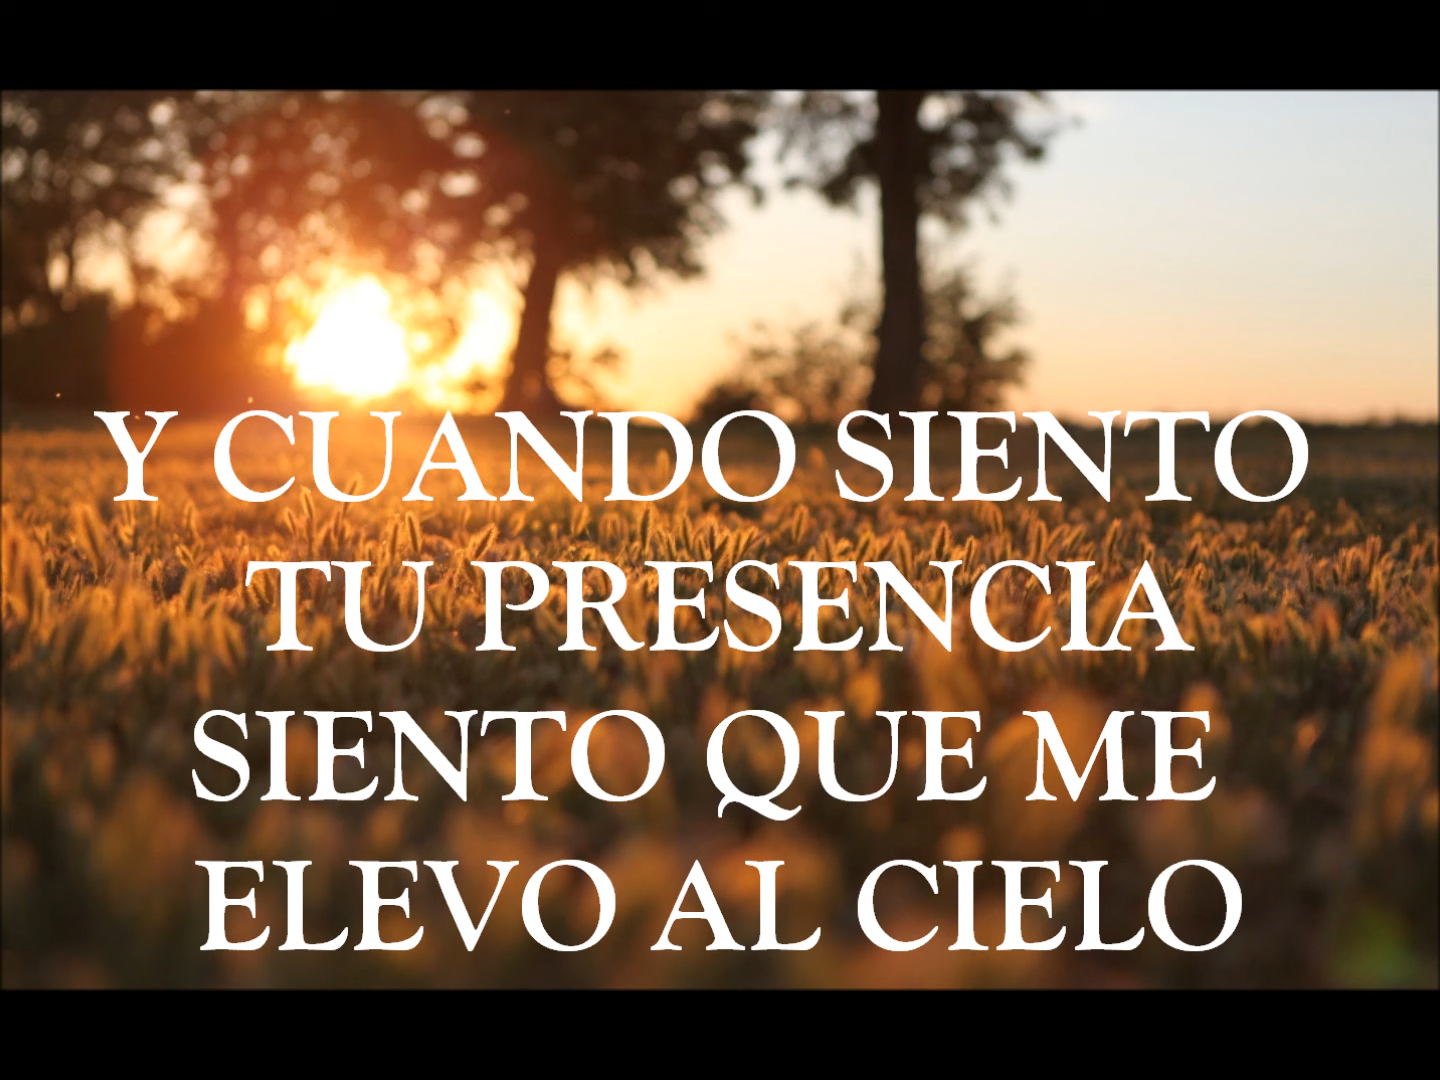 Y CUANDO SIENTO
TU PRESENCIA
SIENTO QUE ME
ELEVO AL CIELO